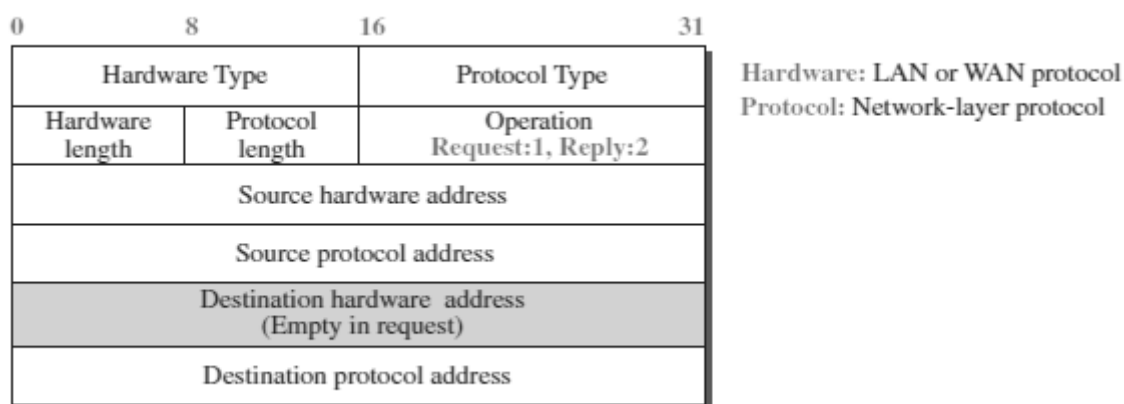 0 8 16 31
Hardware Type Protocol Type
Hardware: LAN or WAN protocol
Protocol: Network-layer protocol
Hardware length
Protocol length
Operation
Request:1, Reply:2
Source hardware address
Source protocol address
Destination hardware address
(Empty in request)
Destination protocol address